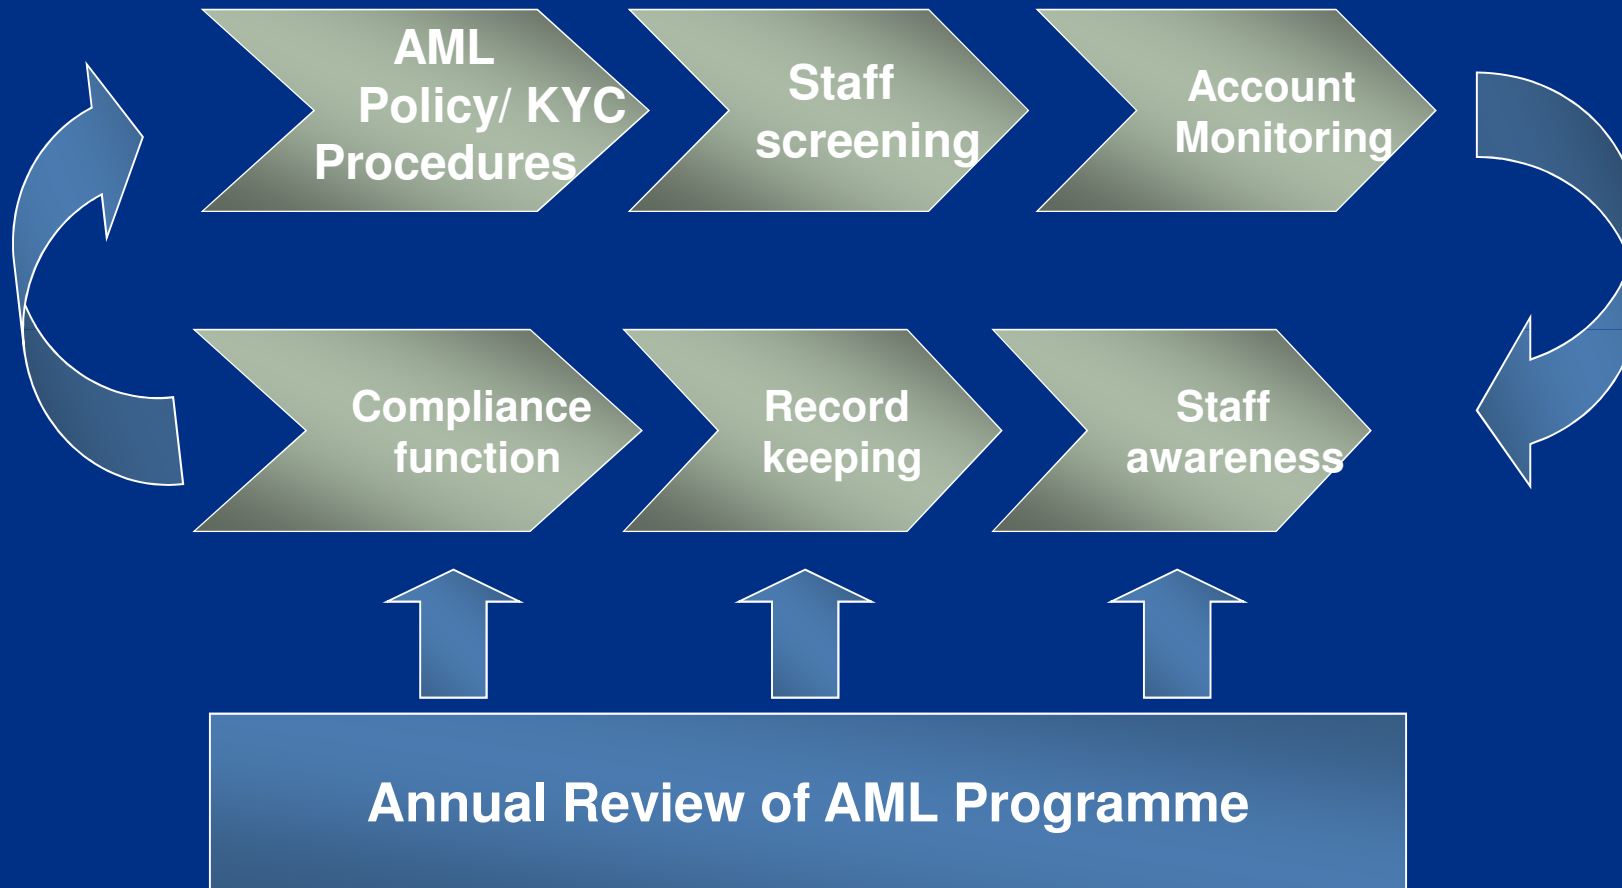 AML
Policy/ KYC
Procedures
Staff
screening
Account
Monitoring
Compliance
function
Record
keeping
Staff
awareness
Annual Review of AML Programme